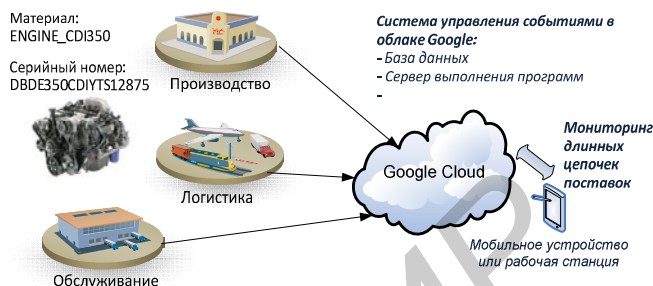 Материал:
ENGINE_CDI350
Серийный номер:
DBDE350CDIYTS12875
Производство
Логистика
Обслуживание
Система управления событиями в
облаке Google:
- База данных
- Сервер выполнения программ
-
Google Cloud
Мониторинг
длинных
цепочек
поставок
Мобильное устройство
или рабочая станция